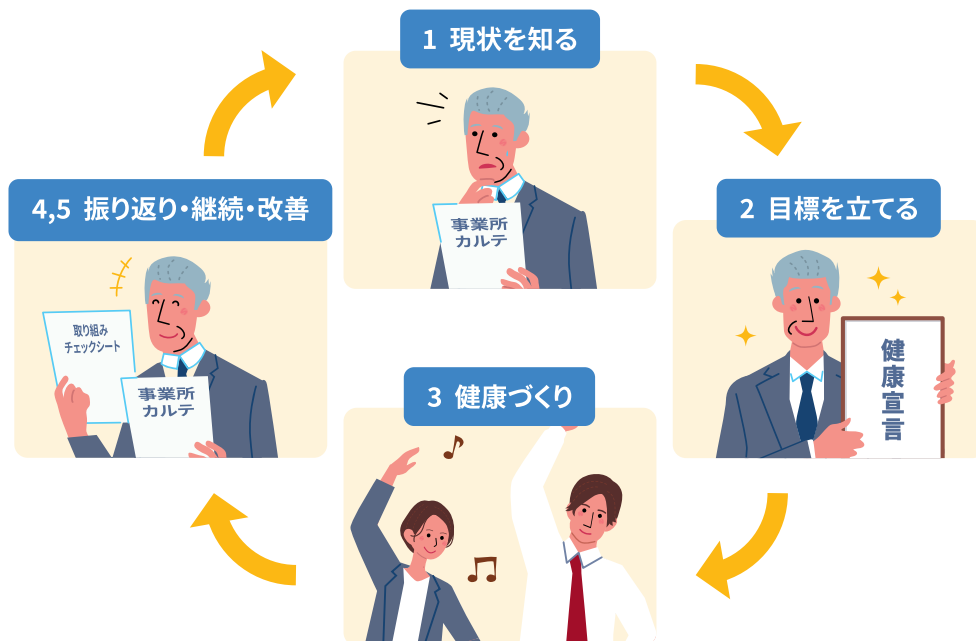 1 現状を知る
事業所
カルテ
2 目標を立てる
健康宣言
3 健康づくり
4,5 振り返り・継続・改善
取り組み
チェックシート
事業所
カルテ